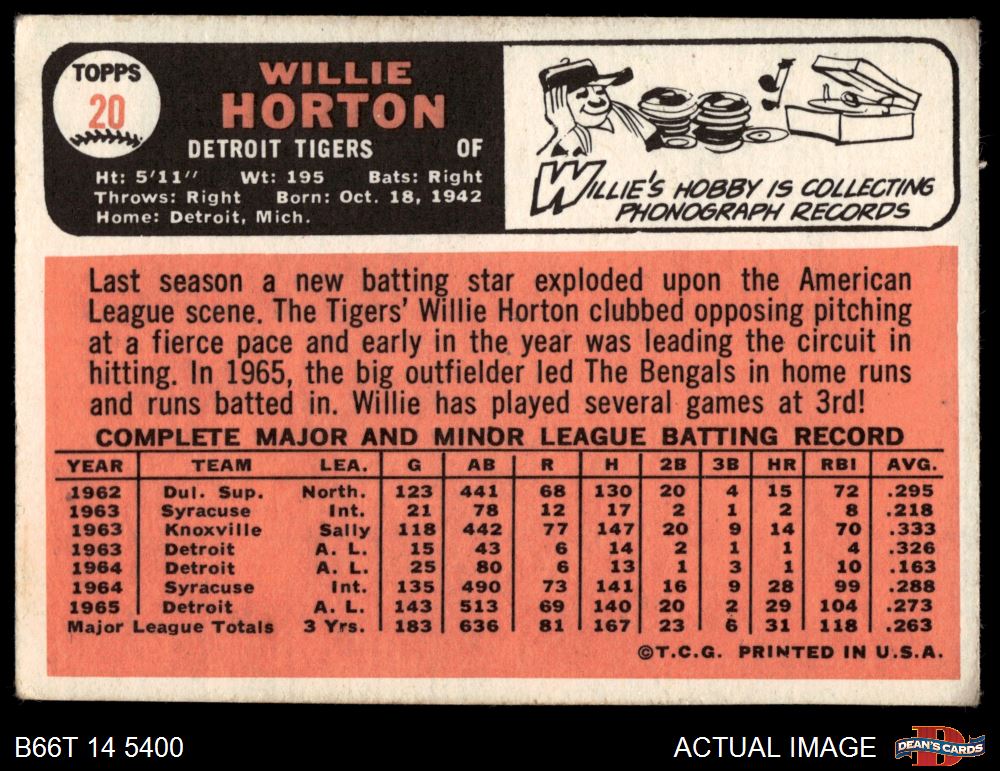 TOPPS
20
WILLIE
HORTON
DETROIT TIGERS OF
Ht: 5'11" Wt: 195 Bats: Right
Throws: Right Born: Oct. 18, 1942
Home: Detroit, Mich.
WILLIE'S HOBBY IS COLLECTING
PHONOGRAPH RECORDS
Last season a new batting star exploded upon the American
League scene. The Tigers' Willie Horton clubbed opposing pitching
at a fierce pace and early in the year was leading the circuit in
hitting. In 1965, the big outfielder led The Bengals in home runs
and runs batted in. Willie has played several games at 3rd!
COMPLETE MAJOR AND MINOR LEAGUE BATTING RECORD
YEAR TEAM LEA. G AB R H 2B 3B HR RBI AVG.
1962 Dul. Sup. North. 123 441 68 130 20 4 15 72 .295
1963 Syracuse Int. 21 78 12 17 2 1 2 8 .218
1963 Knoxville Sally 118 442 77 147 20 9 14 70 .333
1963 Detroit A. L. 15 43 6 14 2 1 1 4 .326
1964 Detroit A. L. 25 80 6 13 1 3 1 10 .163
1964 Syracuse Int. 135 490 73 141 16 9 28 99 .288
1965 Detroit A. L. 143 513 69 140 20 2 29 104 .273
Major League Totals 3 Yrs. 183 636 81 167 23 6 31 118 .263
©T.C.G. PRINTED IN U.S.A.
B66T 14 5400
ACTUAL IMAGE
D
DEAN'S CARDS